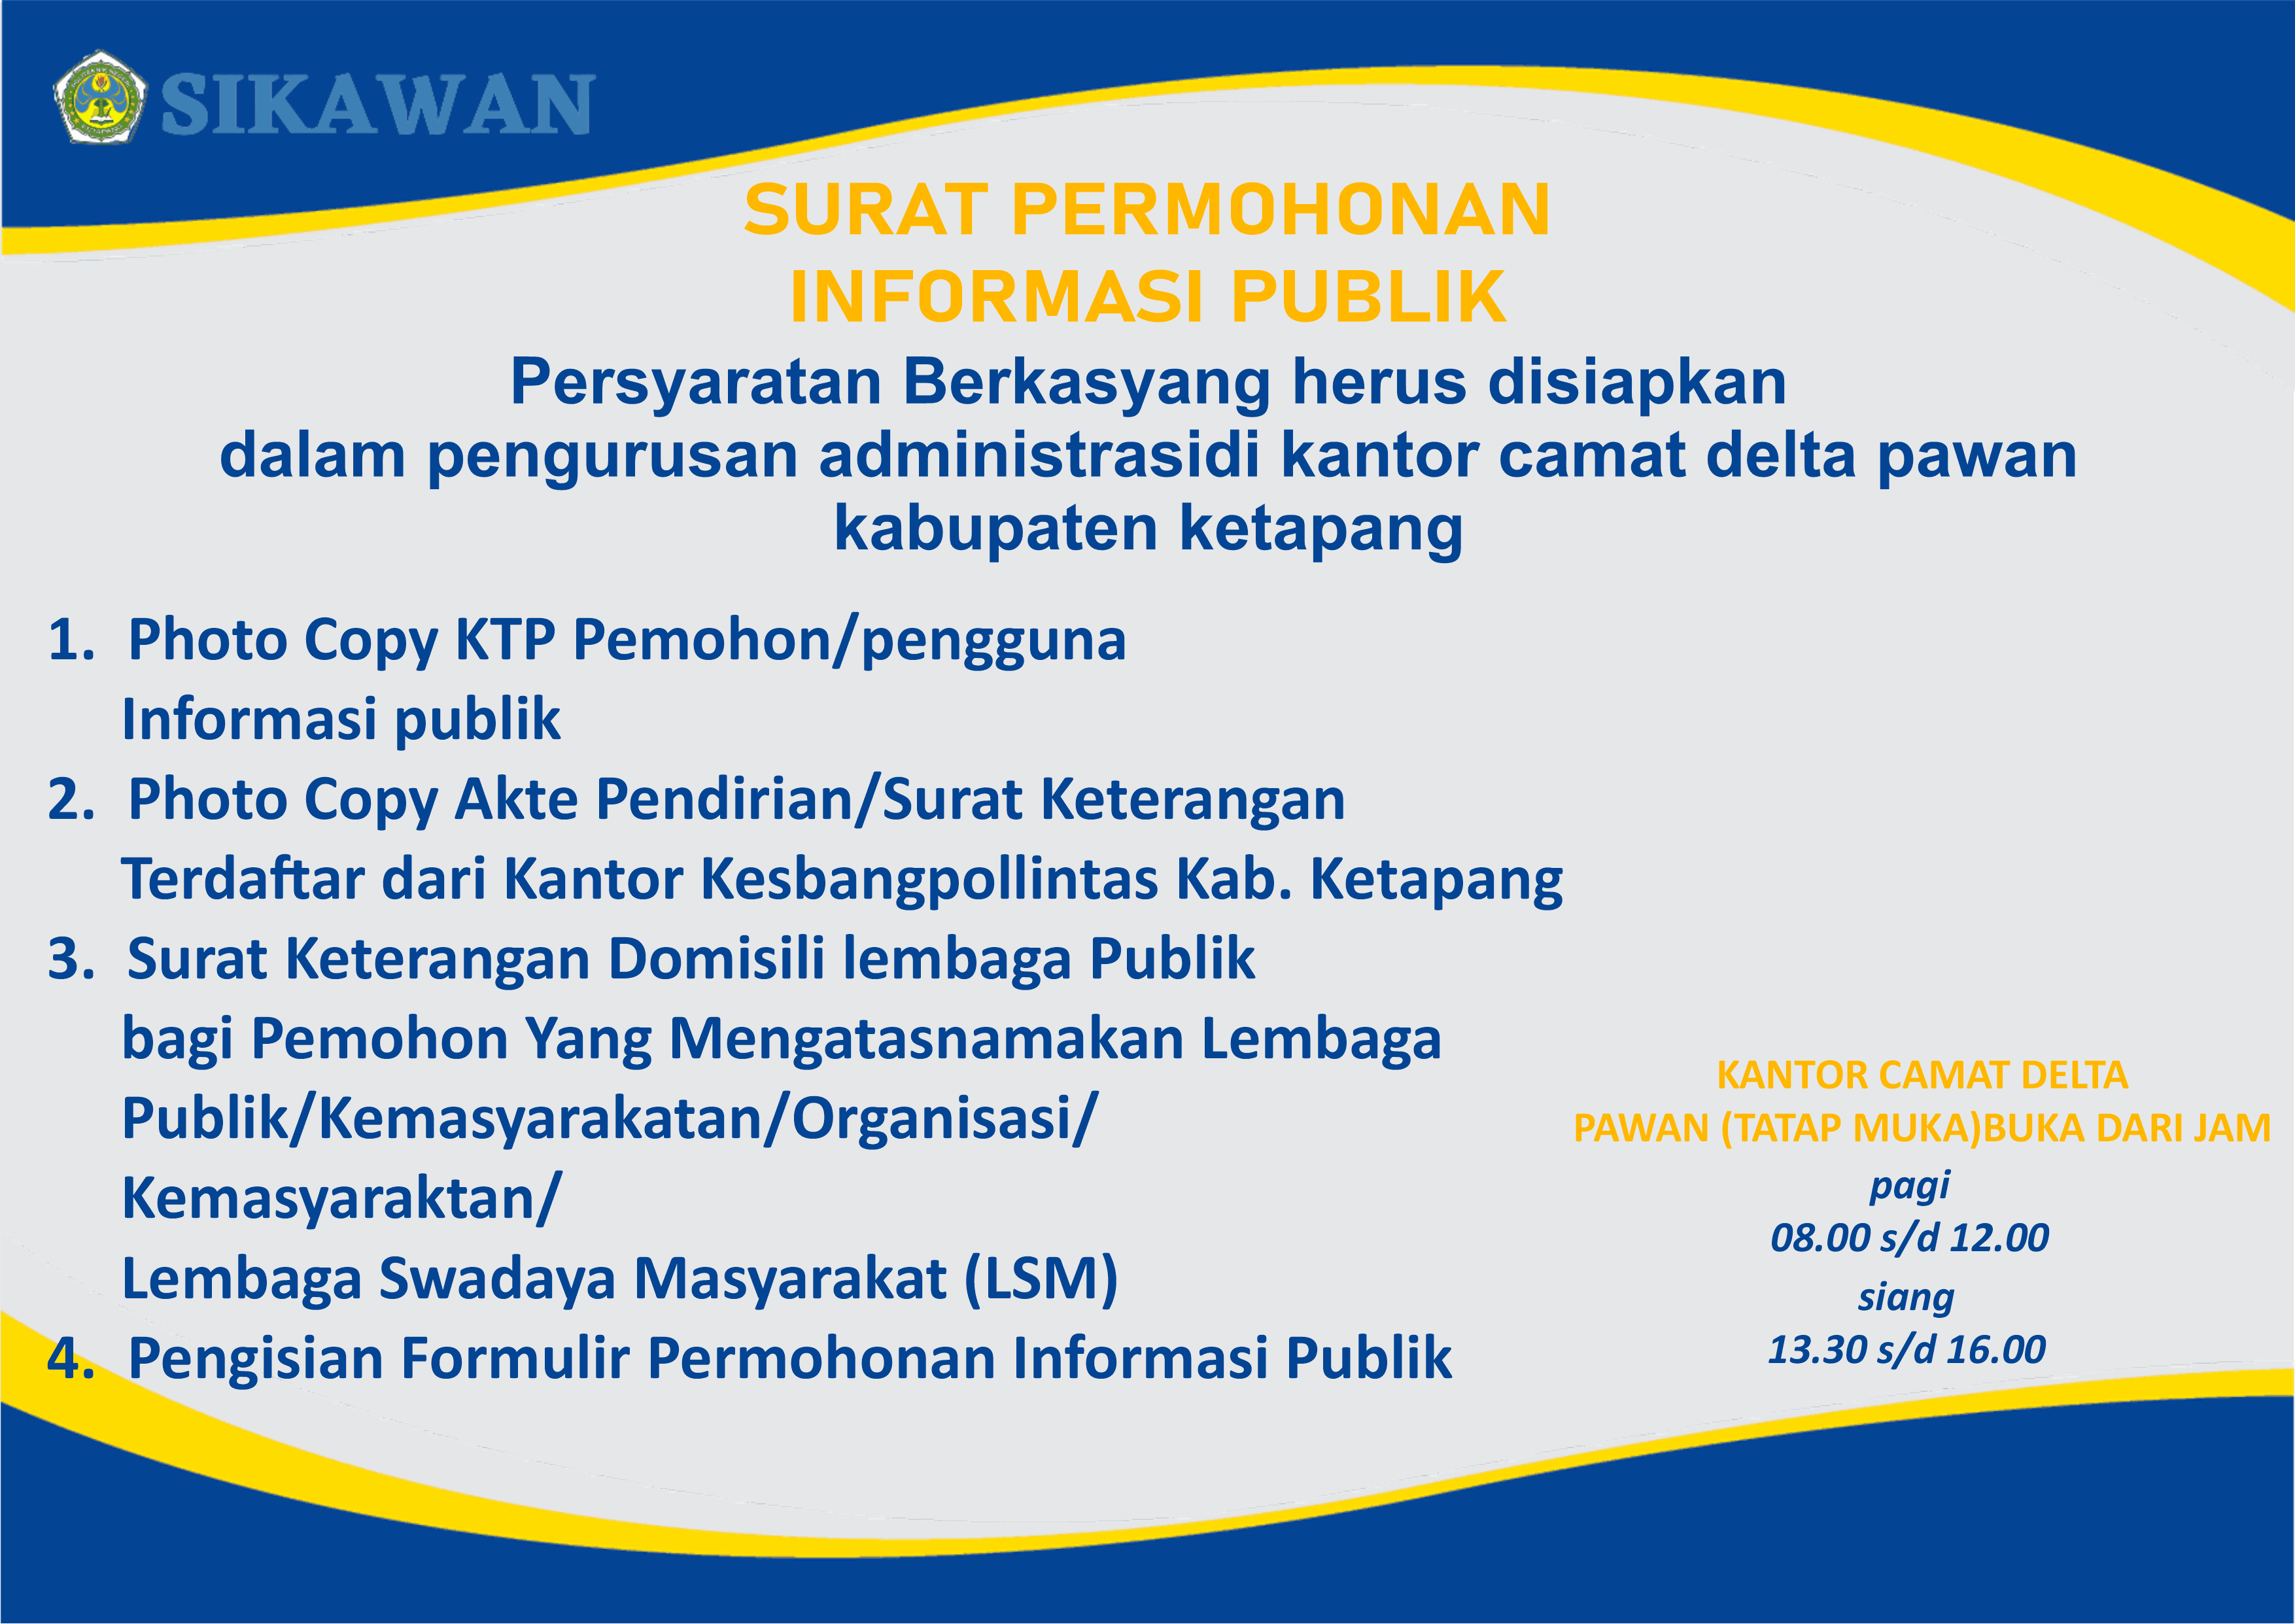 SIKAWAN
SURAT PERMOHONAN
INFORMASI PUBLIK
Persyaratan Berkasyang herus disiapkan
dalam pengurusan administrasidi kantor camat delta pawan
kabupaten ketapang
1. Photo Copy KTP Pemohon/pengguna
Informasi publik
2. Photo Copy Akte Pendirian/Surat Keterangan
Terdaftar dari Kantor Kesbangpollintas Kab. Ketapang
3. Surat Keterangan Domisili lembaga Publik
bagi Pemohon Yang Mengatasnamakan Lembaga
Publik/Kemasyarakatan/Organisasi/
Kemasyaraktan/
Lembaga Swadaya Masyarakat (LSM)
4. Pengisian Formulir Permohonan Informasi Publik
KANTOR CAMAT DELTA
PAWAN (TATAP MUKA)BUKA DARI JAM
pagi
08.00 s/d 12.00
siang
13.30 s/d 16.00